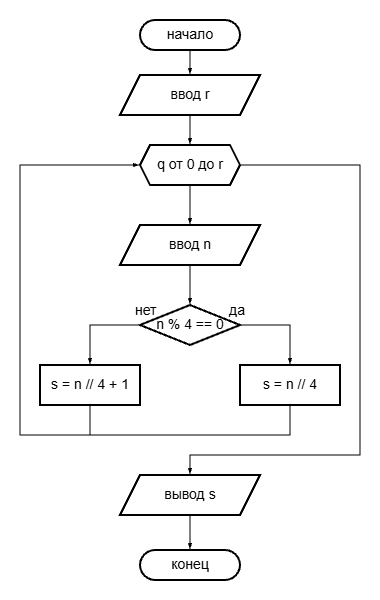 начало
ввод r
q от 0 до r
ввод n
нет
да
n % 4 == 0
s = n // 4 + 1
s = n // 4
вывод s
конец